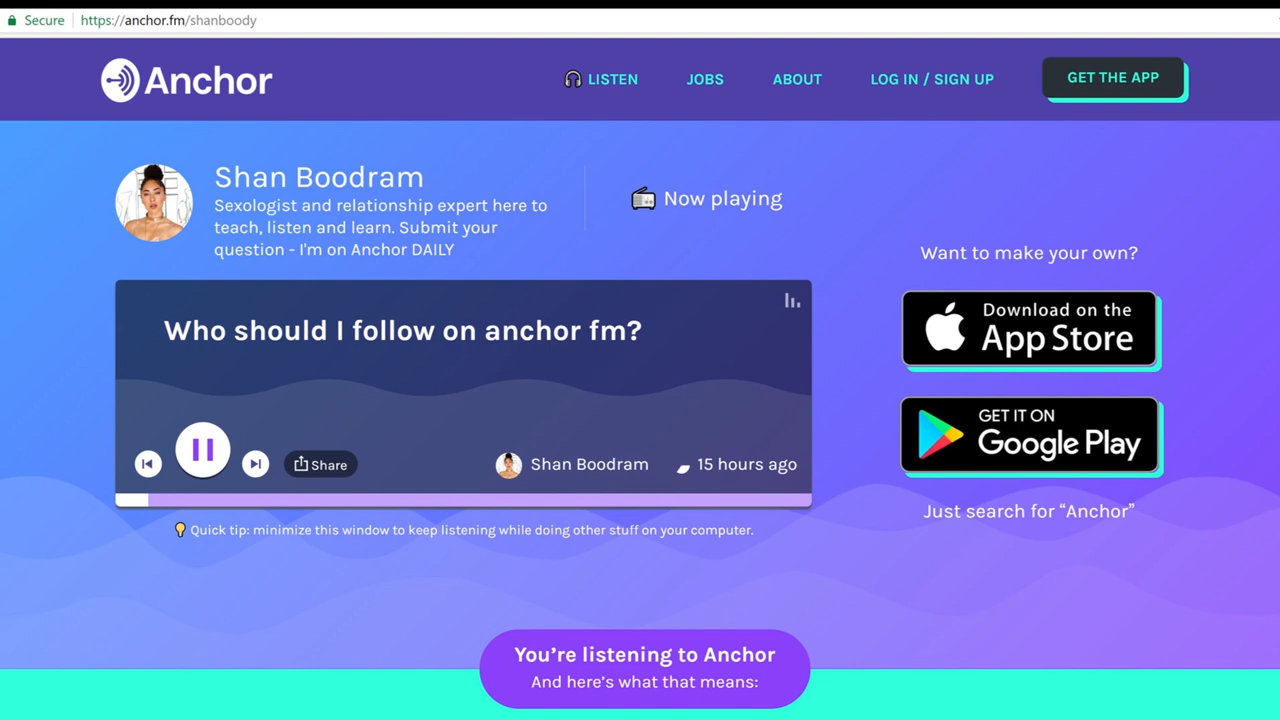 Secure https://anchor.fm/shanboody
Anchor
LISTEN JOBS ABOUT LOG IN / SIGN UP GET THE APP
Shan Boodram
Sexologist and relationship expert here to
teach, listen and learn. Submit your
question - I'm on Anchor DAILY
Now playing
Who should I follow on anchor fm?
Share
Shan Boodram 15 hours ago
Quick tip: minimize this window to keep listening while doing other stuff on your computer.
Want to make your own?
Download on the
App Store
GET IT ON
Google Play
Just search for “Anchor”
You’re listening to Anchor
And here’s what that means: